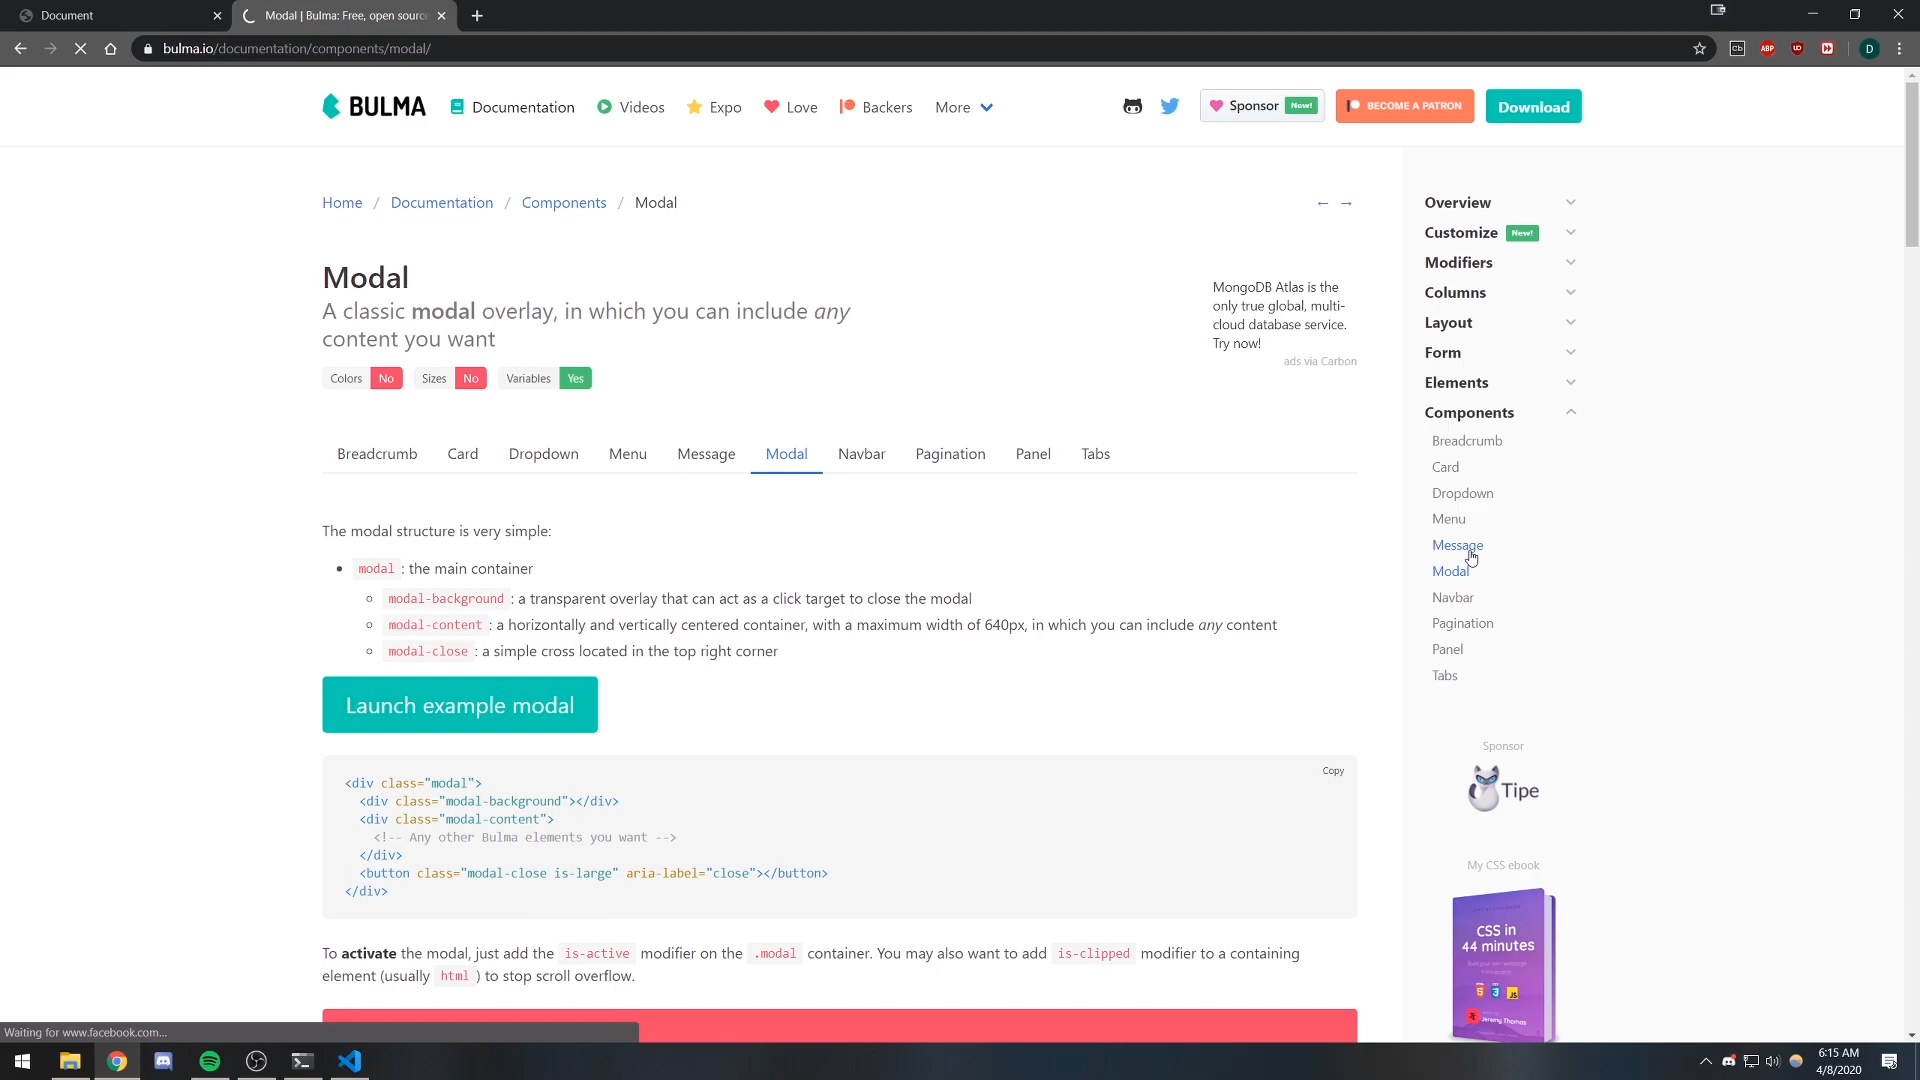 Document
Modal | Bulma: Free, open source
bulma.io/documentation/components/modal/
Cb
ABP
D
BULMA
Documentation
Videos
Expo
Love
Backers
More
Sponsor New!
BECOME A PATRON
Download
Home / Documentation / Components / Modal
← →
Modal
A classic modal overlay, in which you can include any
content you want
Colors No Sizes No Variables Yes
MongoDB Atlas is the
only true global, multi-
cloud database service.
Try now!
ads via Carbon
Breadcrumb Card Dropdown Menu Message Modal Navbar Pagination Panel Tabs
The modal structure is very simple:
modal : the main container
modal-background : a transparent overlay that can act as a click target to close the modal
modal-content : a horizontally and vertically centered container, with a maximum width of 640px, in which you can include any content
modal-close : a simple cross located in the top right corner
Launch example modal
Copy
<div class="modal">
<div class="modal-background"></div>
<div class="modal-content">
<!-- Any other Bulma elements you want -->
</div>
<button class="modal-close is-large" aria-label="close"></button>
</div>
To activate the modal, just add the is-active modifier on the .modal container. You may also want to add is-clipped modifier to a containing
element (usually html ) to stop scroll overflow.
Overview
Customize New!
Modifiers
Columns
Layout
Form
Elements
Components
Breadcrumb
Card
Dropdown
Menu
Message
Modal
Navbar
Pagination
Panel
Tabs
Sponsor
Tipe
My CSS ebook
CSS in
44 minutes
JS
Jeremy Thomas
Waiting for www.facebook.com...
6:15 AM
4/8/2020